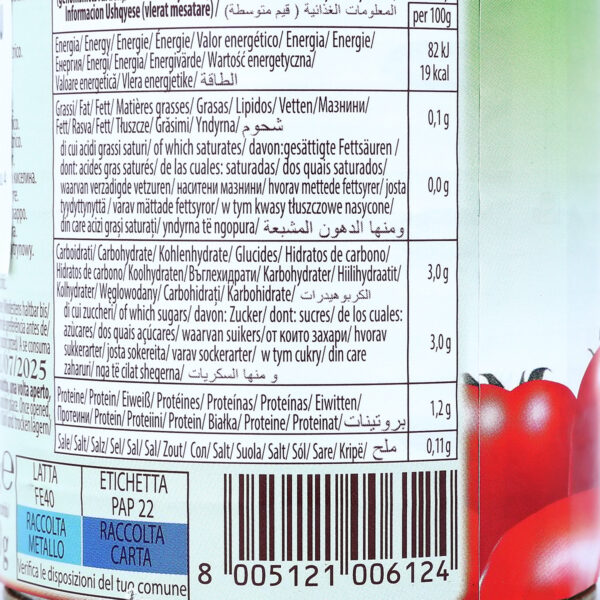 Información Ushqyese (vlerat mesatare)/ المعلومات الغذائية ( قيم متوسطة)
per 100g
Energia/ Energy/ Energie/ Énergie/ Valor energético/ Energia/ Energie/
Енергия/ Energi/ Energia/ Energivärde/ Wartość energetyczna/
Valoare energetică/ Vlera energjetike/ الطاقة
82 kJ
19 kcal
Grassi/ Fat/ Fett/ Matières grasses/ Grasas/ Lipidos/ Vetten/Мазнини/
Fett/ Rasva/ Fett/ Tłuszcze/ Grăsimi/ Yndyrna/ شحوم
0,1 g
di cui acidi grassi saturi/ of which saturates/ davon:gesättigte Fettsäuren /
dont: acides gras saturés/ de las cuales: saturadas/ dos quais saturados/
waarvan verzadigde vetzuren/ наситени мазнини/ hvorav mettede fettsyrer/ josta
tyydyttynyttä / varav mättade fettsyror/ w tym kwasy tłuszczowe nasycone/
din care acizi grași saturați/ yndyrna të ngopura/ ومنها الدهون المشبعة
0,0 g
Carboidrati/ Carbohydrate/ Kohlenhydrate/ Glucides/ Hidratos de carbono/
Hidratos de carbono/ Koolhydraten/ Въглехидрати/ Karbohydrater/ Hiilihydraatit/
Kolhydrater/ Węglowodany/ Carbohidrați/ Karbohidrate/ الكربوهيدرات
3,0 g
di cui zuccheri/ of which sugars/ davon: Zucker/ dont: sucres/ de los cuales:
azúcares/ dos quais açúcares/ waarvan suikers/от които захари/ hvorav
sukkerarter/ josta sokereita/ varav sockerarter/ w tym cukry/ din care
zaharuri/ nga të cilat sheqerna/ و منها السكريات
3,0 g
Proteine/ Protein/ Eiweiß/ Protéines/ Proteínas/ Proteínas/ Eiwitten/
Протеини/ Protein/ Proteiini/ Protein/ Białka/ Proteine/ Proteinat/ بروتينات
1,2 g
Sale/ Salt/ Salz/ Sel/ Sal/ Sal/ Zout/ Сол/ Salt/ Suola/ Salt/ Sól/ Sare/ Kripë/ ملح
0,11g
07/2025
LATTA
FE40
RACCOLTA
METALLO
ETICHETTA
PAP 22
RACCOLTA
CARTA
Verifica le disposizioni del tuo comune
8 005121 006124